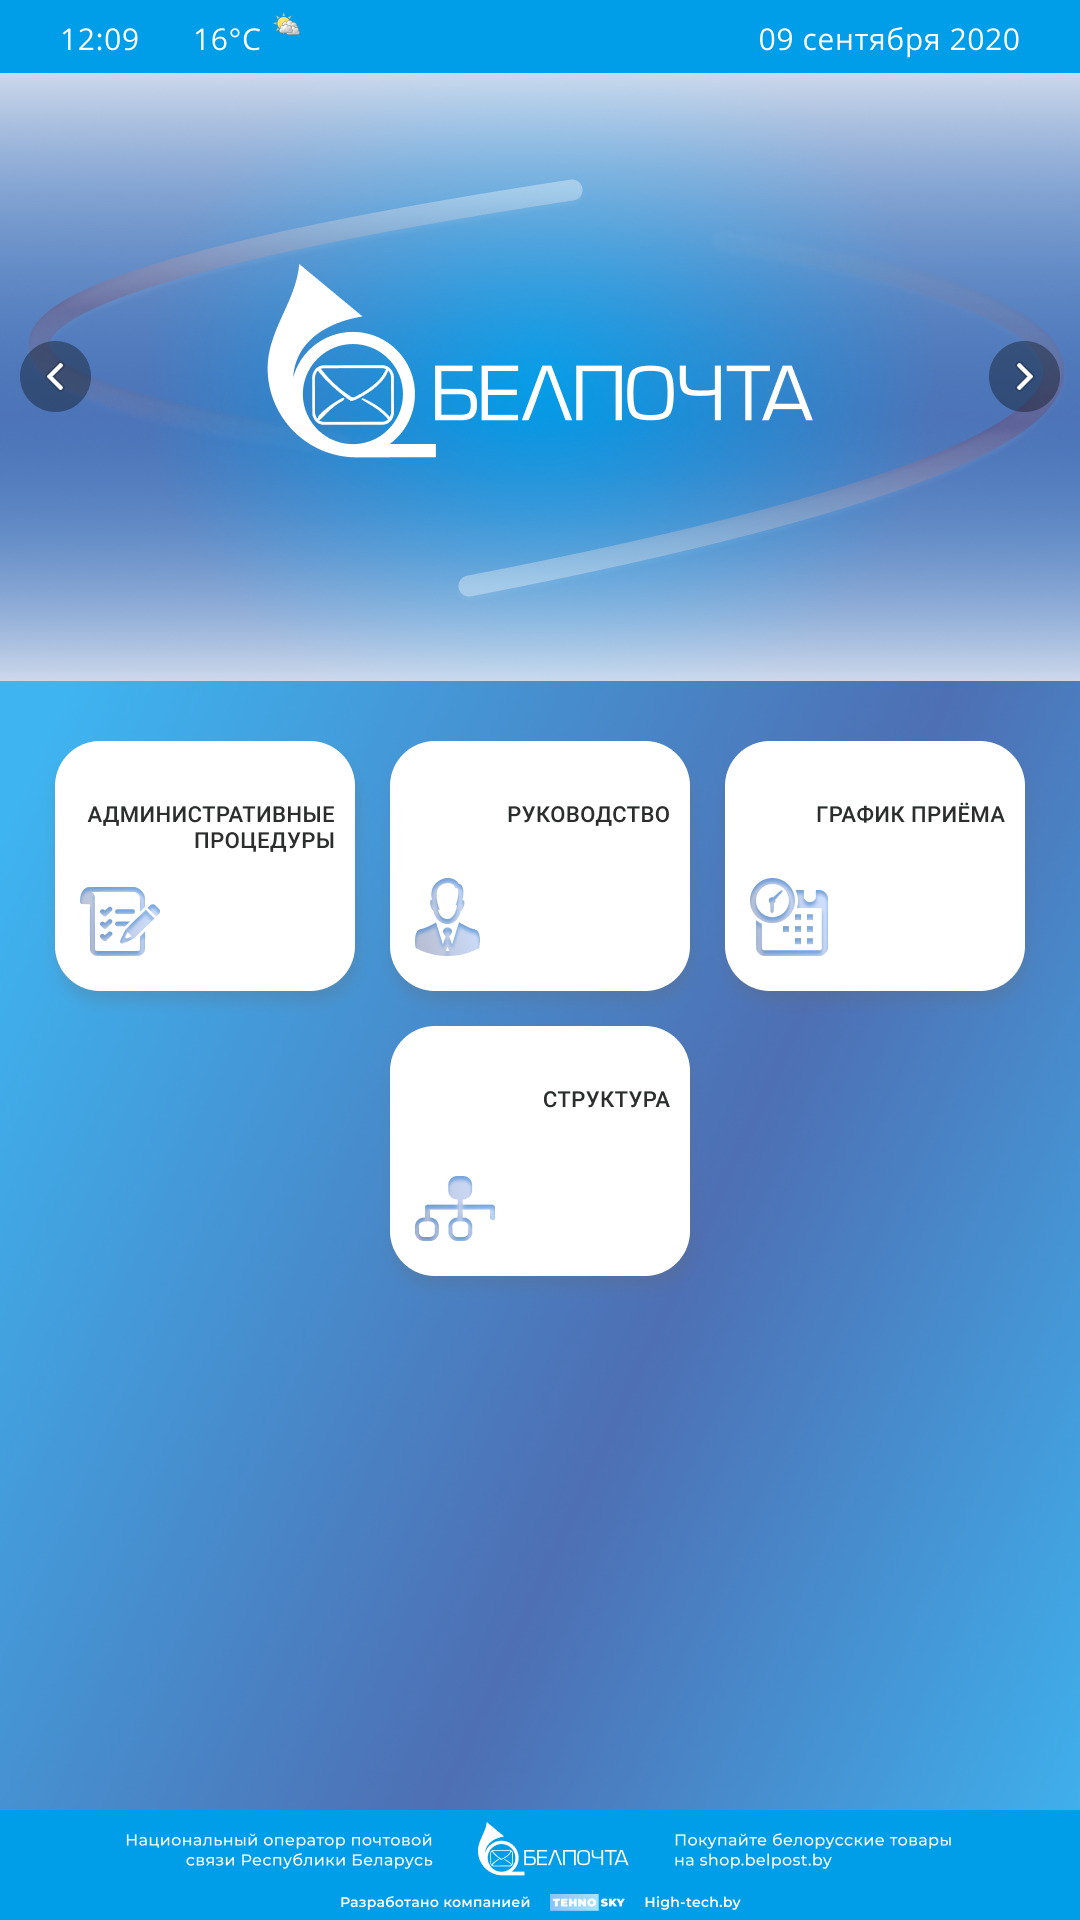 12:09 16°C 09 сентября 2020
БЕЛПОЧТА
АДМИНИСТРАТИВНЫЕ
ПРОЦЕДУРЫ
РУКОВОДСТВО
ГРАФИК ПРИЁМА
СТРУКТУРА
Национальный оператор почтовой
связи Республики Беларусь
БЕЛПОЧТА
Покупайте белорусские товары
на shop.belpost.by
Разработано компанией TEHNO SKY High-tech.by